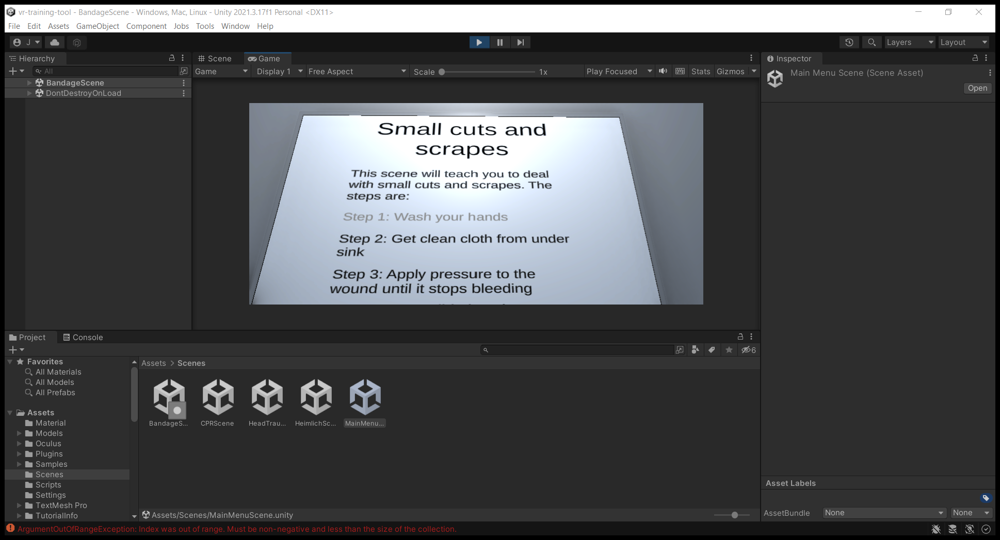 vr-training-tool - BandageScene - Windows, Mac, Linux - Unity 2021.3.17f1 Personal <DX11>
File Edit Assets GameObject Component Jobs Tools Window Help
J Layers Layout
Hierarchy
All
BandageScene
DontDestroyOnLoad
Scene Game
Game Display 1 Free Aspect Scale 1x Play Focused Stats Gizmos
Small cuts and
scrapes
This scene will teach you to deal
with small cuts and scrapes. The
steps are:
Step 1: Wash your hands
Step 2: Get clean cloth from under
sink
Step 3: Apply pressure to the
wound until it stops bleeding
Inspector
Main Menu Scene (Scene Asset)
Open
Project Console
6
Favorites
All Materials
All Models
All Prefabs
Assets
Material
Models
Oculus
Plugins
Samples
Scenes
Scripts
Settings
TextMesh Pro
TutorialInfo
Assets > Scenes
BandageS... CPRScene HeadTrau... HeimlichSc... MainMenu...
Assets/Scenes/MainMenuScene.unity
Asset Labels
AssetBundle None None
ArgumentOutOfRangeException: Index was out of range. Must be non-negative and less than the size of the collection.